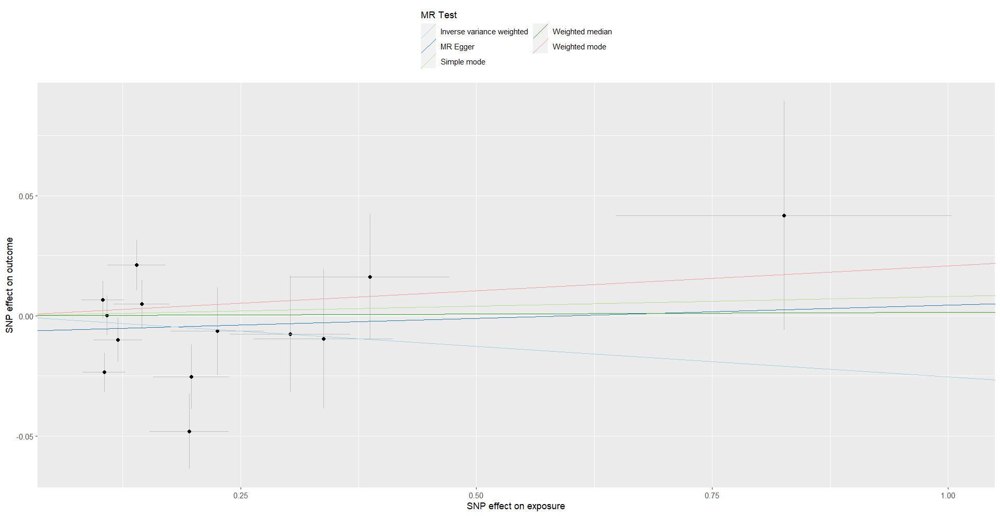 MR Test
Inverse variance weighted
Weighted median
MR Egger
Weighted mode
Simple mode
SNP effect on outcome
0.05
0.00
-0.05
0.25
0.50
0.75
1.00
SNP effect on exposure